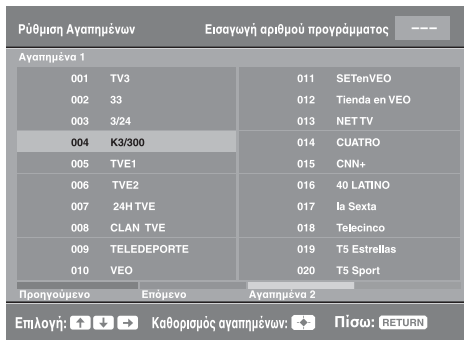 Ρύθμιση Αγαπημένων Εισαγωγή αριθμού προγράμματος ---
Αγαπημένα 1
001 TV3 011 SETenVEO
002 33 012 Tienda en VEO
003 3/24 013 NET TV
004 K3/300 014 CUATRO
005 TVE1 015 CNN+
006 TVE2 016 40 LATINO
007 24H TVE 017 la Sexta
008 CLAN TVE 018 Telecinco
009 TELEDEPORTE 019 T5 Estrellas
010 VEO 020 T5 Sport
Προηγούμενο Επόμενο Αγαπημένα 2
Επιλογή: Καθορισμός αγαπημένων: Πίσω: RETURN